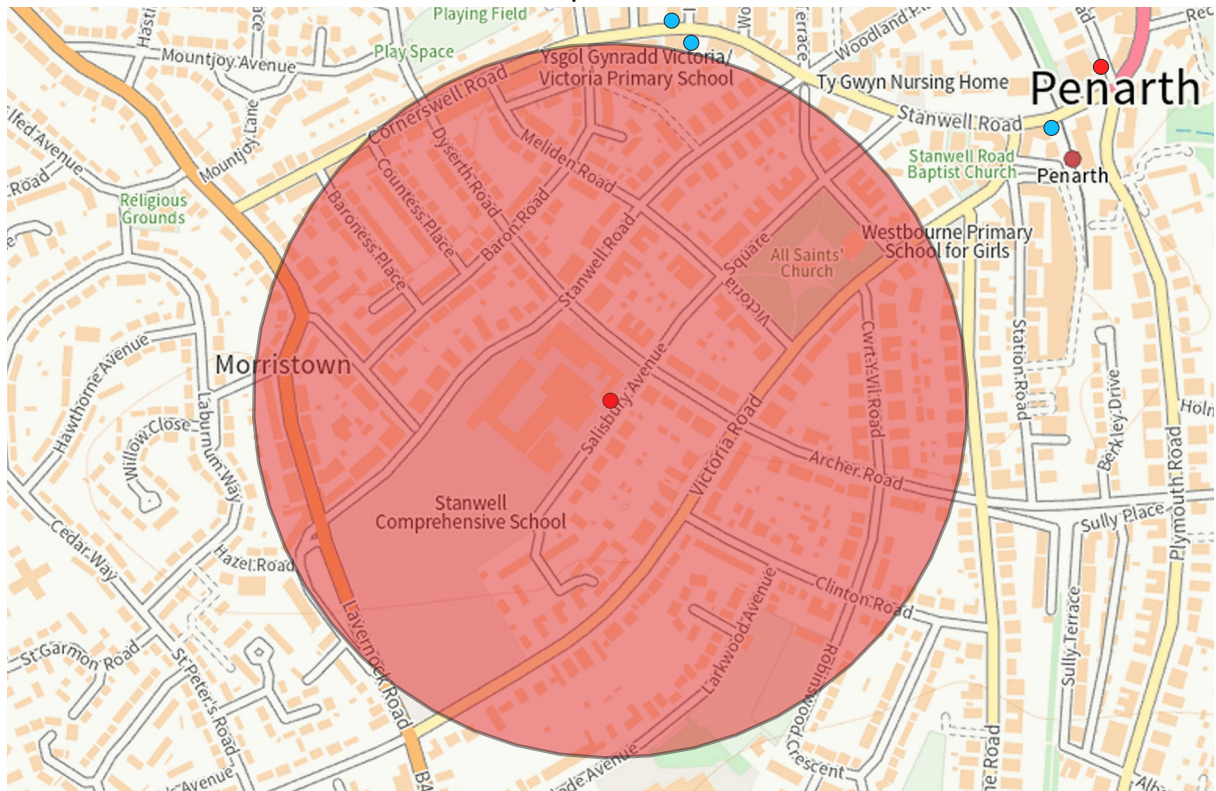 Playing Field
Play Space
Mountjoy Avenue
Mountjoy Lane
Cornerswell Road
Ysgol Gynradd Victoria/
Victoria Primary School
Terrace
Ty Gwyn Nursing Home
Penarth
Stanwell Road
Stanwell Road
Baptist Church
Penarth
Avenue
Road
Religious
Grounds
Dyserth Road
Meliden Road
Countess Place
Baroness Place
Baron Road
Stanwell Road
Victoria
Square
All Saints'
Church
Westbourne Primary
School for Girls
Morristown
Hawthorne Avenue
Willow Close
Laburnum Way
Salisbury Avenue
Victoria Road
Cwrt-Y-Vil Road
Station Road
Berkley Drive
Plymouth Road
Archer Road
Sully Place
Stanwell
Comprehensive School
Cedar Way
Hazel Road
Clinton Road
Larkwood Avenue
Robinswood
Crescent
Sully Terrace
St Garmon Road
St Peter's Road
Lavernock Road
Avenue
Road